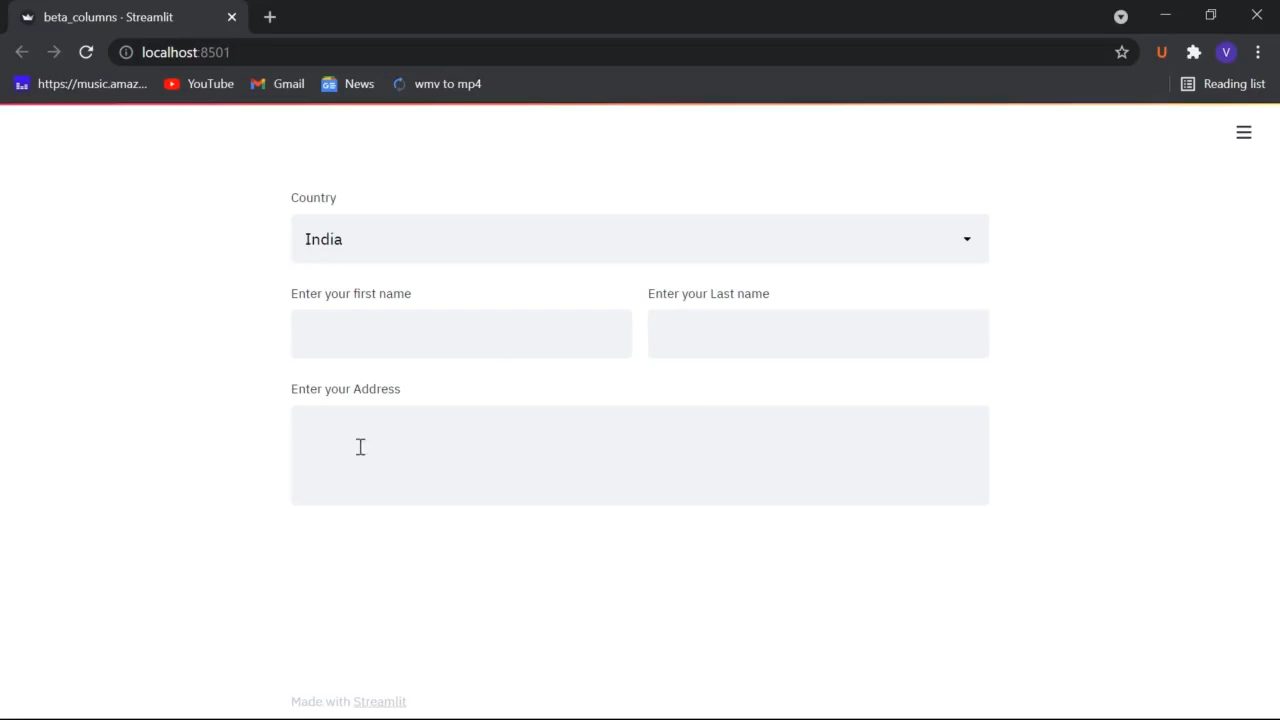 beta_columns · Streamlit
localhost:8501
V
https://music.amaz... YouTube Gmail News wmv to mp4 Reading list
Country
India
Enter your first name Enter your Last name
Enter your Address
Made with Streamlit